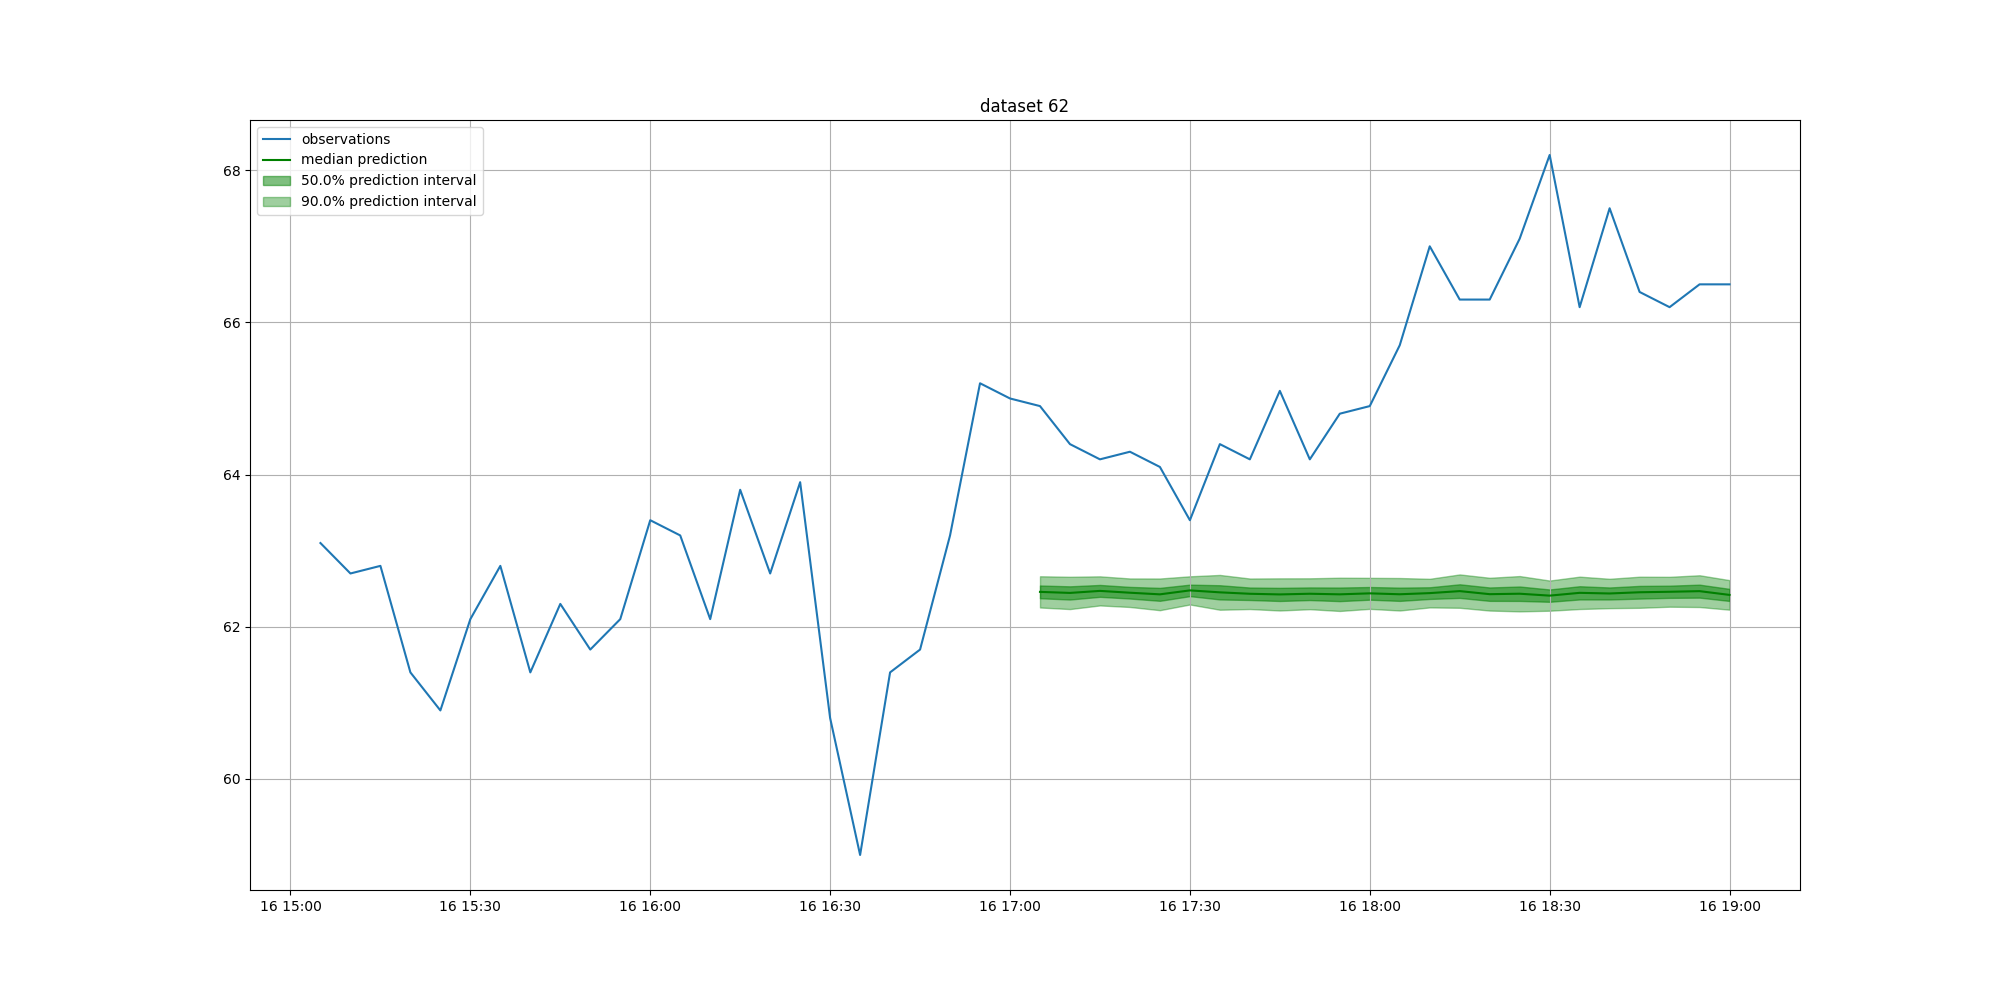 dataset 62
observations
median prediction
50.0% prediction interval
90.0% prediction interval
68
66
64
62
60
16 15:00
16 15:30
16 16:00
16 16:30
16 17:00
16 17:30
16 18:00
16 18:30
16 19:00